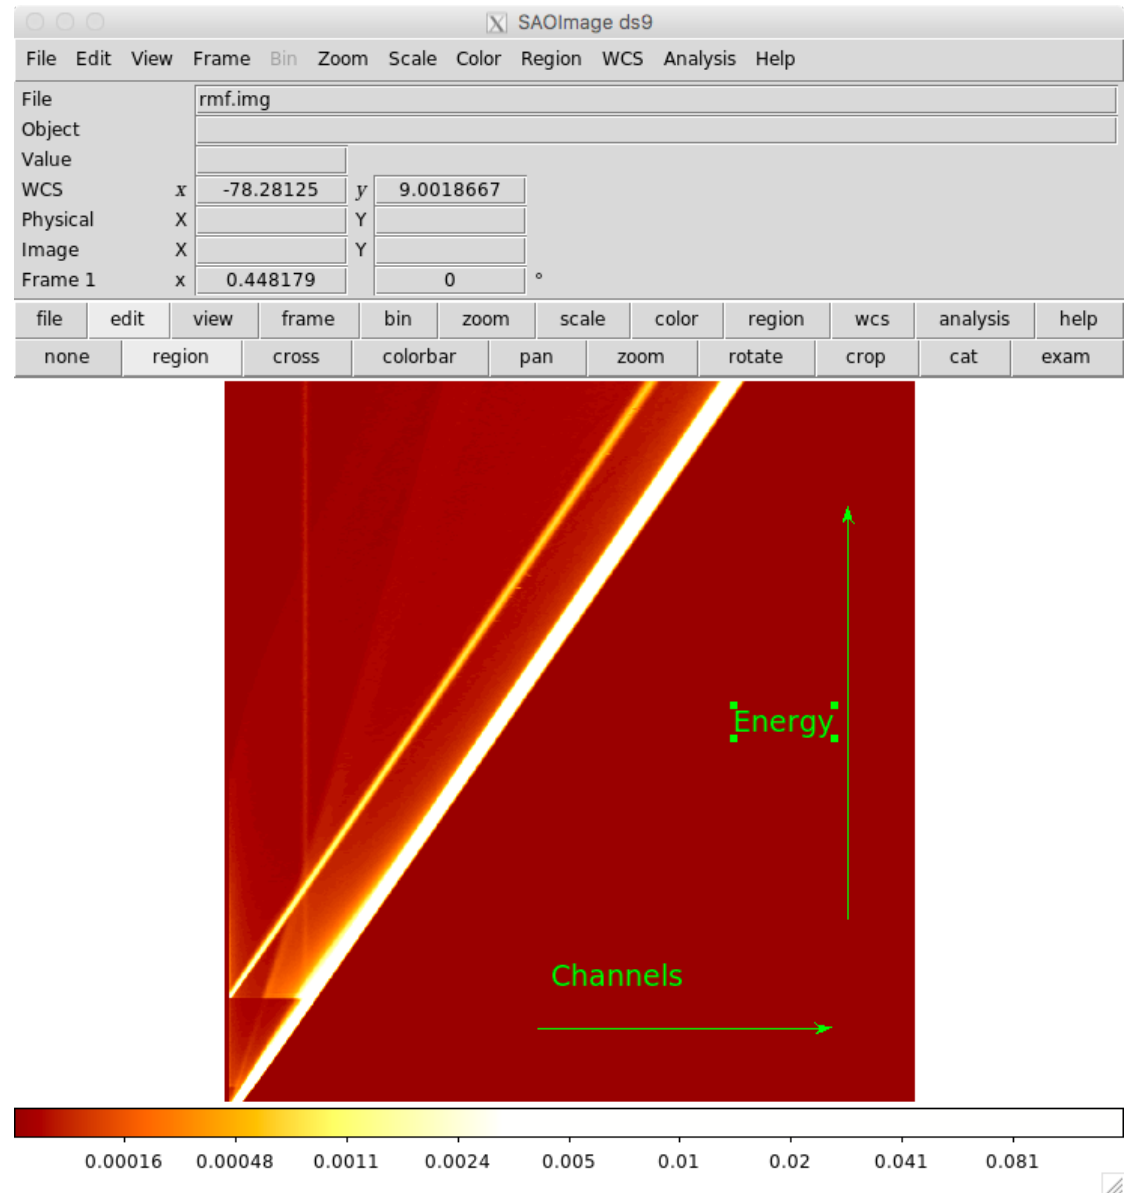 SAOImage ds9
File Edit View Frame Bin Zoom Scale Color Region WCS Analysis Help
File rmf.img
Object
Value
WCS x -78.28125 y 9.0018667
Physical X Y
Image X Y
Frame 1 x 0.448179 0 °
file edit view frame bin zoom scale color region wcs analysis help
none region cross colorbar pan zoom rotate crop cat exam
Energy
Channels
0.00016 0.00048 0.0011 0.0024 0.005 0.01 0.02 0.041 0.081